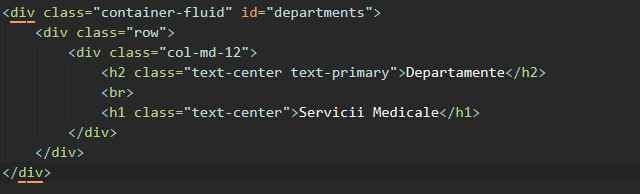 <div class="container-fluid" id="departments">
    <div class="row">
        <div class="col-md-12">
            <h2 class="text-center text-primary">Departamente</h2>
            <br>
            <h1 class="text-center">Servicii Medicale</h1>
        </div>
    </div>
</div>